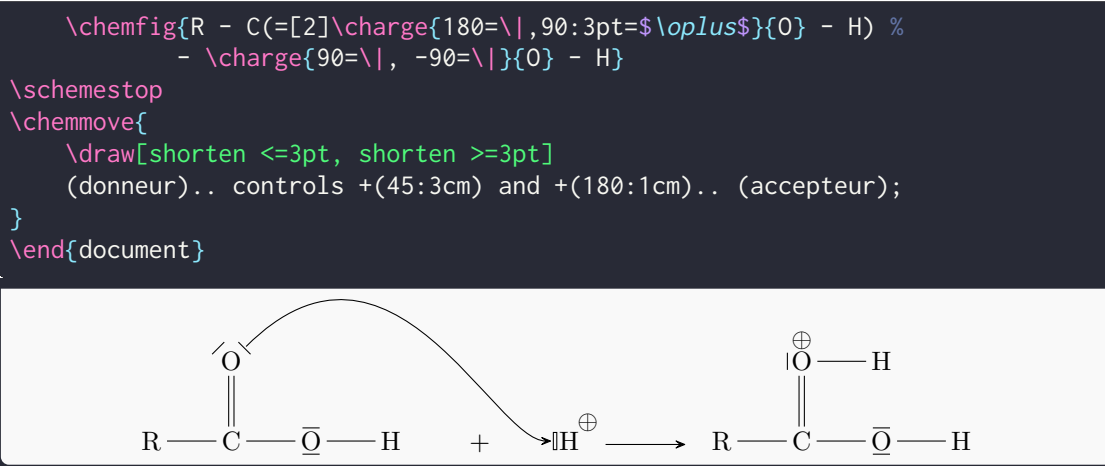 \chemfig{R - C(=[2]\charge{180=\|,90:3pt=$\oplus$}{O} - H) %
- \charge{90=\|, -90=\|}{O} - H}
\schemestop
\chemmove{
\draw[shorten <=3pt, shorten >=3pt]
(donneur).. controls +(45:3cm) and +(180:1cm).. (accepteur);
}
\end{document}
⊕
O O H
R C O H + H⊕ R C O H